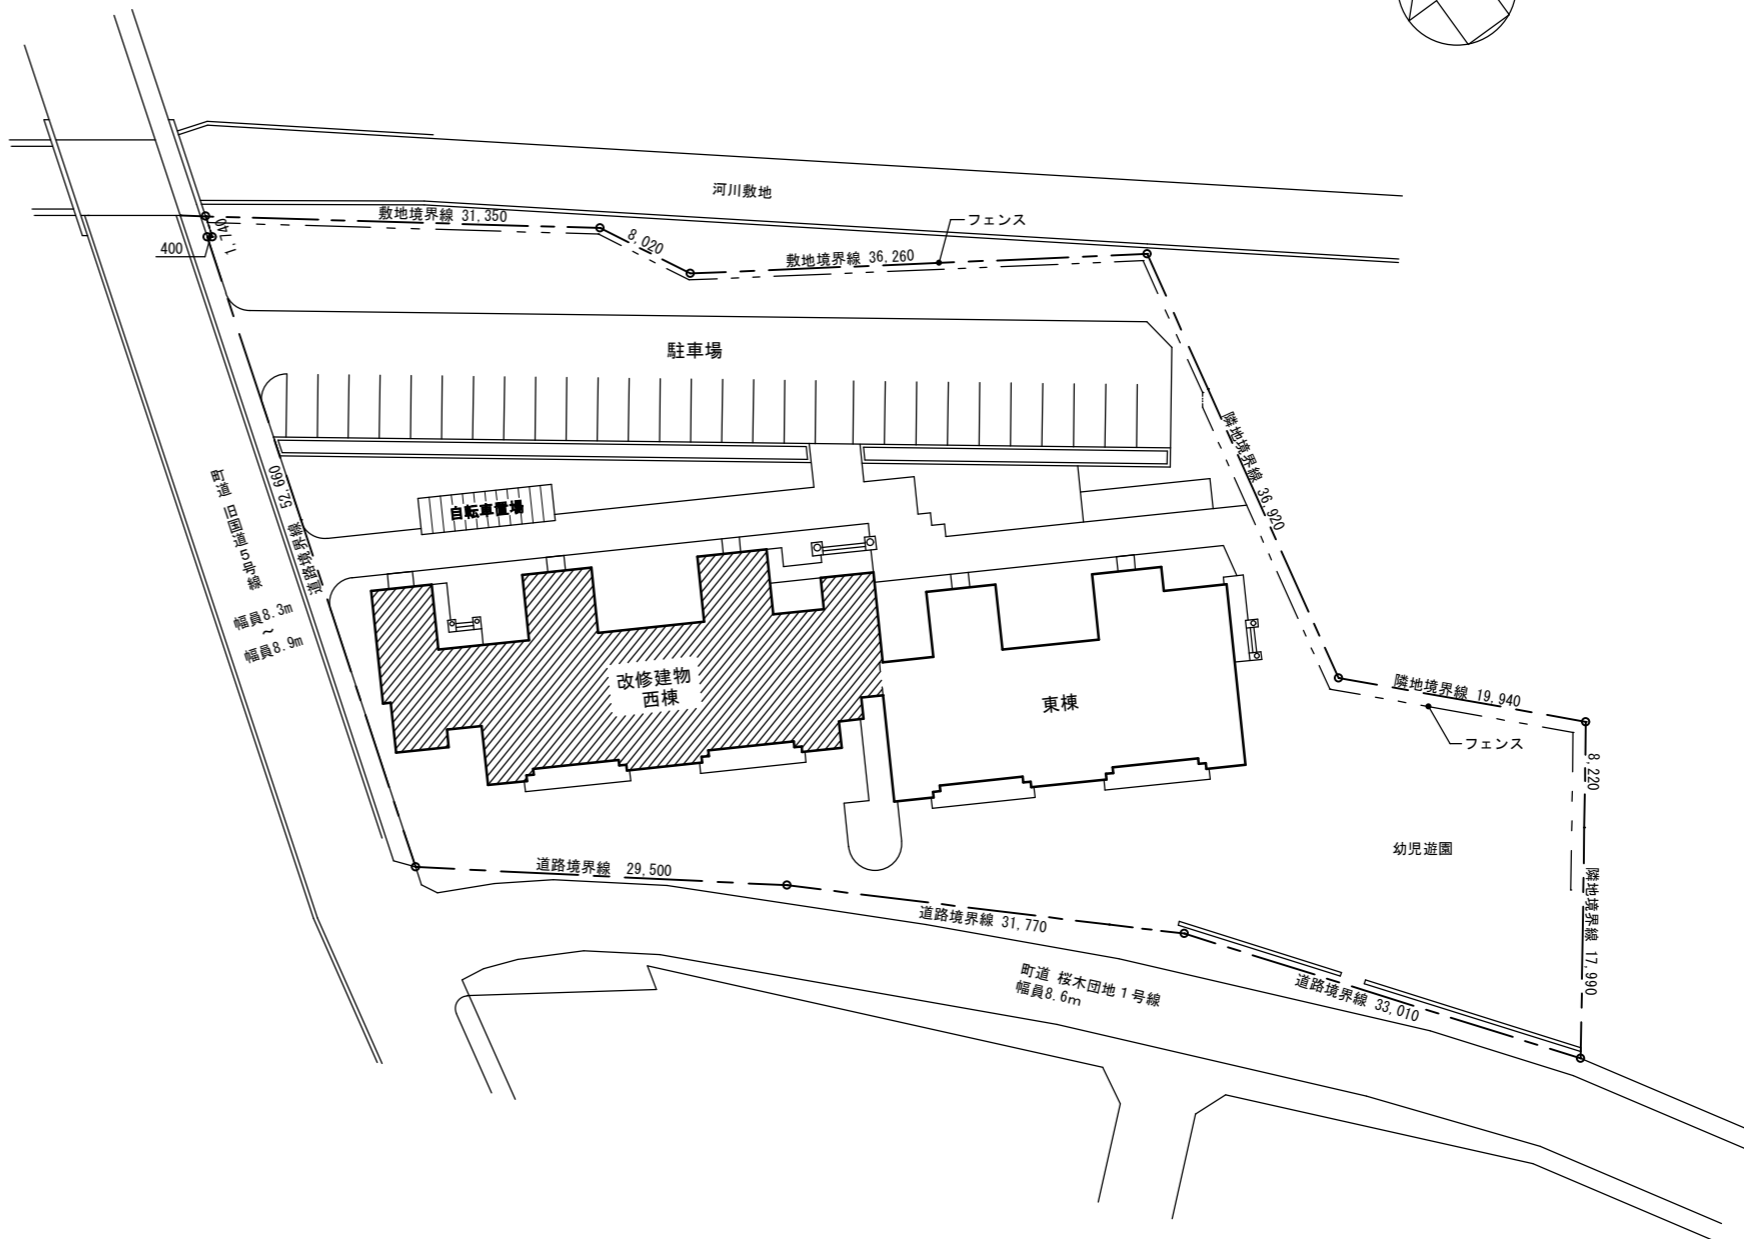 河川敷地
敷地境界線 31,350
フェンス
1,740
400
8,020
敷地境界線 36,260
駐車場
隣地境界線 36,920
道路境界線 52,660
町道 旧国道5号線
幅員8.3m
~
幅員8.9m
自転車置場
改修建物
西棟
東棟
隣地境界線 19,940
フェンス
8,220
幼児遊園
道路境界線 29,500
隣地境界線 17,990
道路境界線 31,770
町道 桜木団地1号線
幅員8.6m
道路境界線 33,010